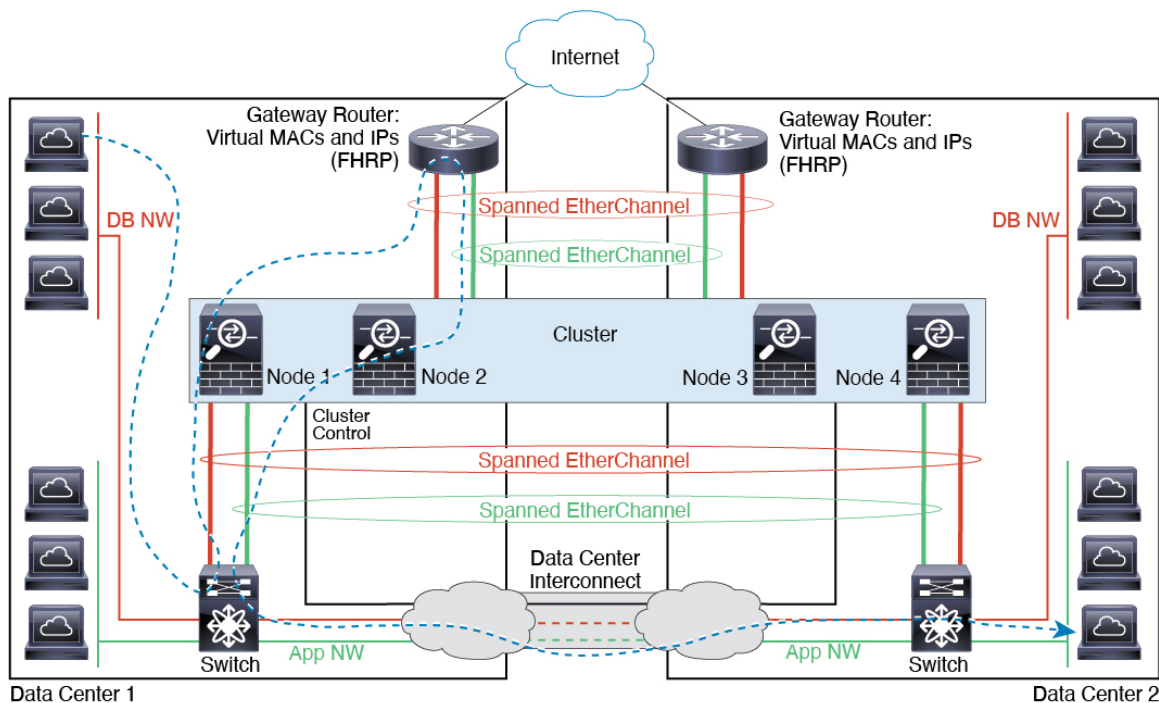 Internet
Gateway Router:
Virtual MACs and IPs
(FHRP)
Gateway Router:
Virtual MACs and IPs
(FHRP)
Spanned EtherChannel
DB NW
DB NW
Spanned EtherChannel
Cluster
Node 1
Node 2
Node 3
Node 4
Cluster
Control
Spanned EtherChannel
Spanned EtherChannel
Data Center
Interconnect
App NW
App NW
Switch
Switch
Data Center 1
Data Center 2